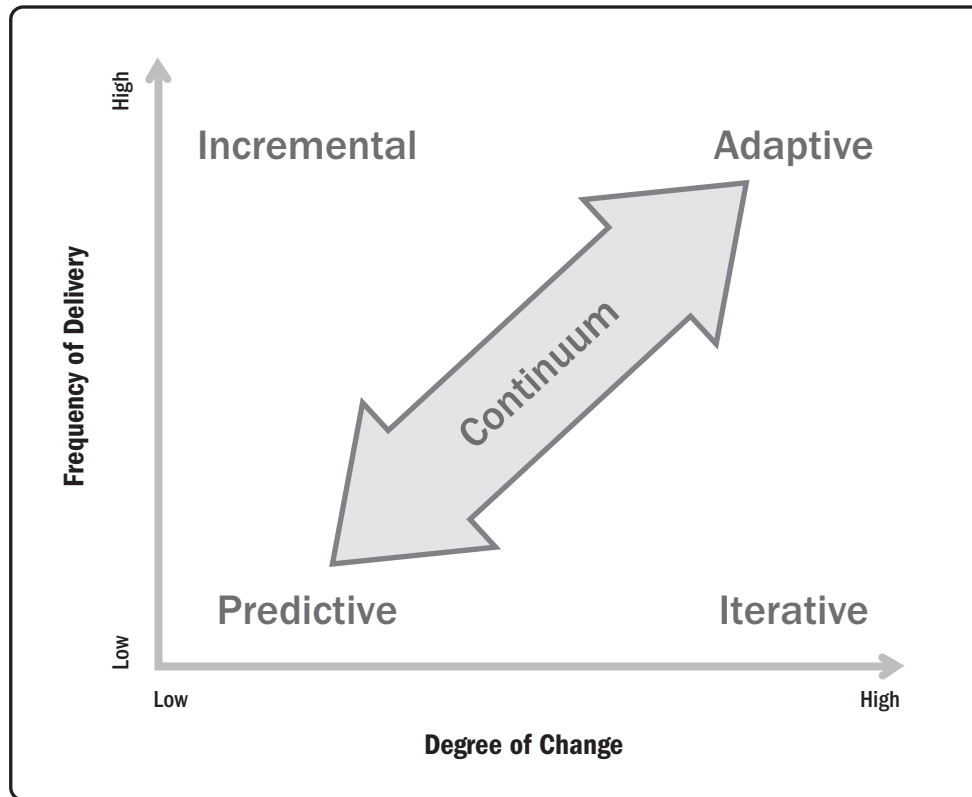 High
Incremental
Adaptive
Frequency of Delivery
Continuum
Predictive
Iterative
Low
Low
High
Degree of Change